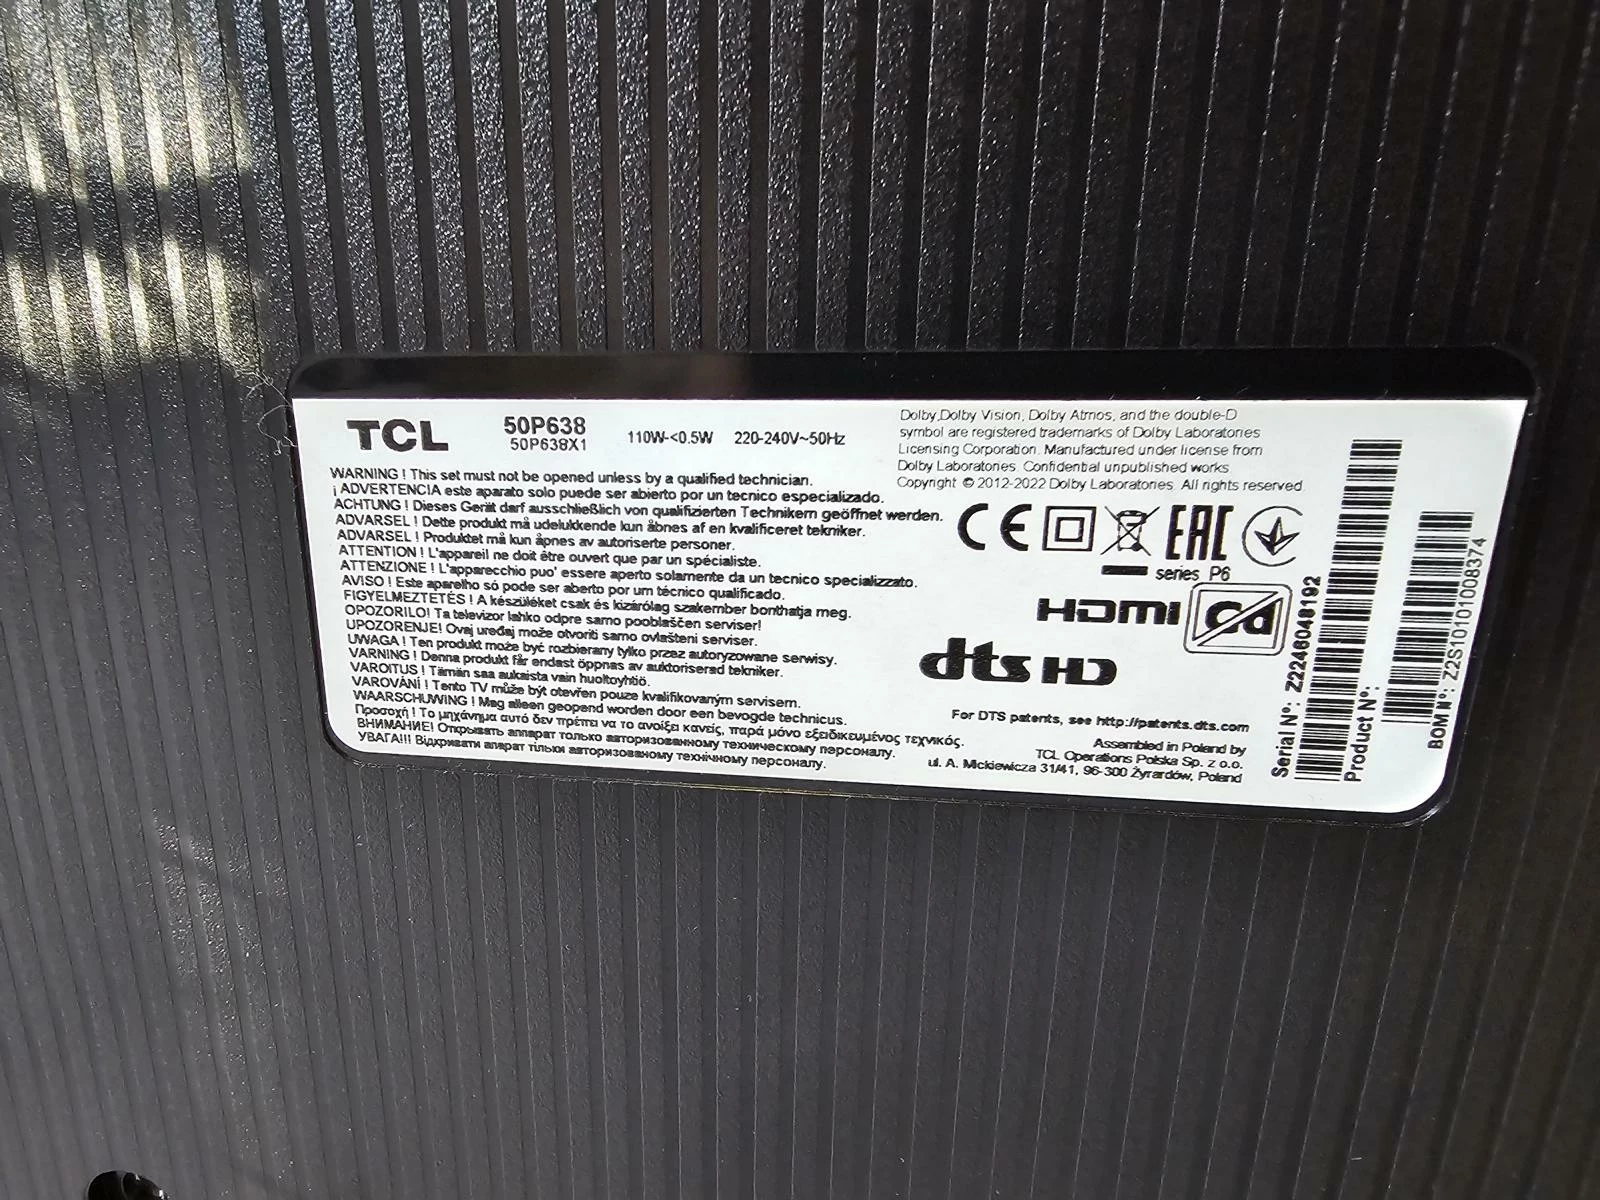 TCL
50P638
50P638X1
110W-<0.5W 220-240V~50Hz
WARNING ! This set must not be opened unless by a qualified technician.
¡ ADVERTENCIA este aparato solo puede ser abierto por un tecnico especializado.
ACHTUNG ! Dieses Gerät darf ausschließlich von qualifizierten Technikern geöffnet werden.
ADVARSEL ! Dette produkt må udelukkende kun åbnes af en kvalificeret tekniker.
ADVARSEL ! Produktet må kun åpnes av autoriserte personer.
ATTENTION ! L'appareil ne doit être ouvert que par un spécialiste.
ATTENZIONE ! L'apparecchio puo' essere aperto solamente da un tecnico specializzato.
AVISO ! Este aparelho só pode ser aberto por um técnico qualificado.
FIGYELMEZTETÉS ! A készüléket csak és kizárólag szakember bonthatja meg.
OPOZORILO! Ta televizor lahko odpre samo pooblaščen serviser!
UPOZORENJE! Ovaj uređaj može otvoriti samo ovlašteni serviser.
UWAGA ! Ten produkt może być rozbierany tylko przez autoryzowane serwisy.
VARNING ! Denna produkt får endast öppnas av auktoriserad tekniker.
VAROITUS ! Tämän saa aukaista vain huoltoyhtiö.
VAROVÁNÍ ! Tento TV může být otevřen pouze kvalifikovaným servisem.
WAARSCHUWING ! Mag alleen geopend worden door een bevogde technicus.
Προσοχή ! Το μηχάνημα αυτό δεν πρέπει να το ανοίξει κανείς, παρά μόνο εξειδικευμένος τεχνικός.
ВНИМАНИЕ! Открывать аппарат только авторизованному техническому персоналу.
УВАГА!!! Відкривати апарат тільки авторизованому технічному персоналу.
Dolby,Dolby Vision, Dolby Atmos, and the double-D
symbol are registered trademarks of Dolby Laboratories
Licensing Corporation. Manufactured under license from
Dolby Laboratories. Confidential unpublished works.
Copyright © 2012-2022 Dolby Laboratories. All rights reserved.
CE EAC
series P6
HDMI Cd
dts HD
For DTS patents, see http://patents.dts.com
Assembled in Poland by
TCL Operations Polska Sp. z o.o.
ul. A. Mickiewicza 31/41, 96-300 Żyrardów, Poland
Serial Nº: Z2246048192
Product Nº:
BOM Nº: Z2S10101008374